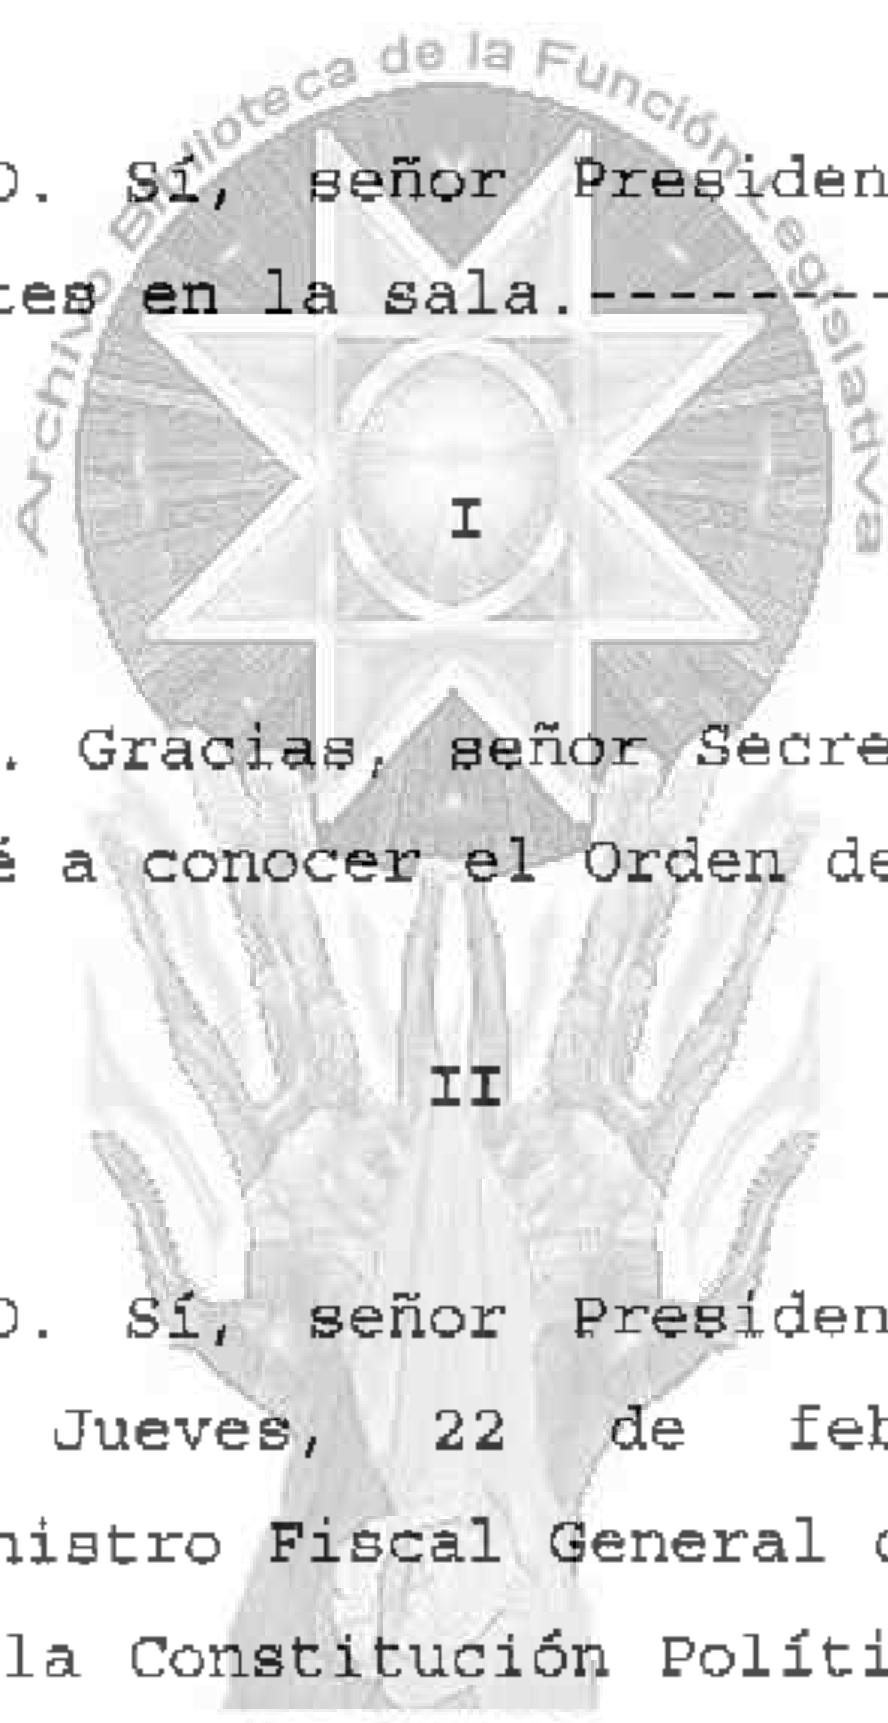 Archivo Biblioteca de la Función Legislativa
O. Sí, señor Presiden
tes en la sala.--------
I
. Gracias, señor Secre
é a conocer el Orden de
II
O. Sí, señor Presiden
Jueves, 22 de feb
nistro Fiscal General
la Constitución Políti